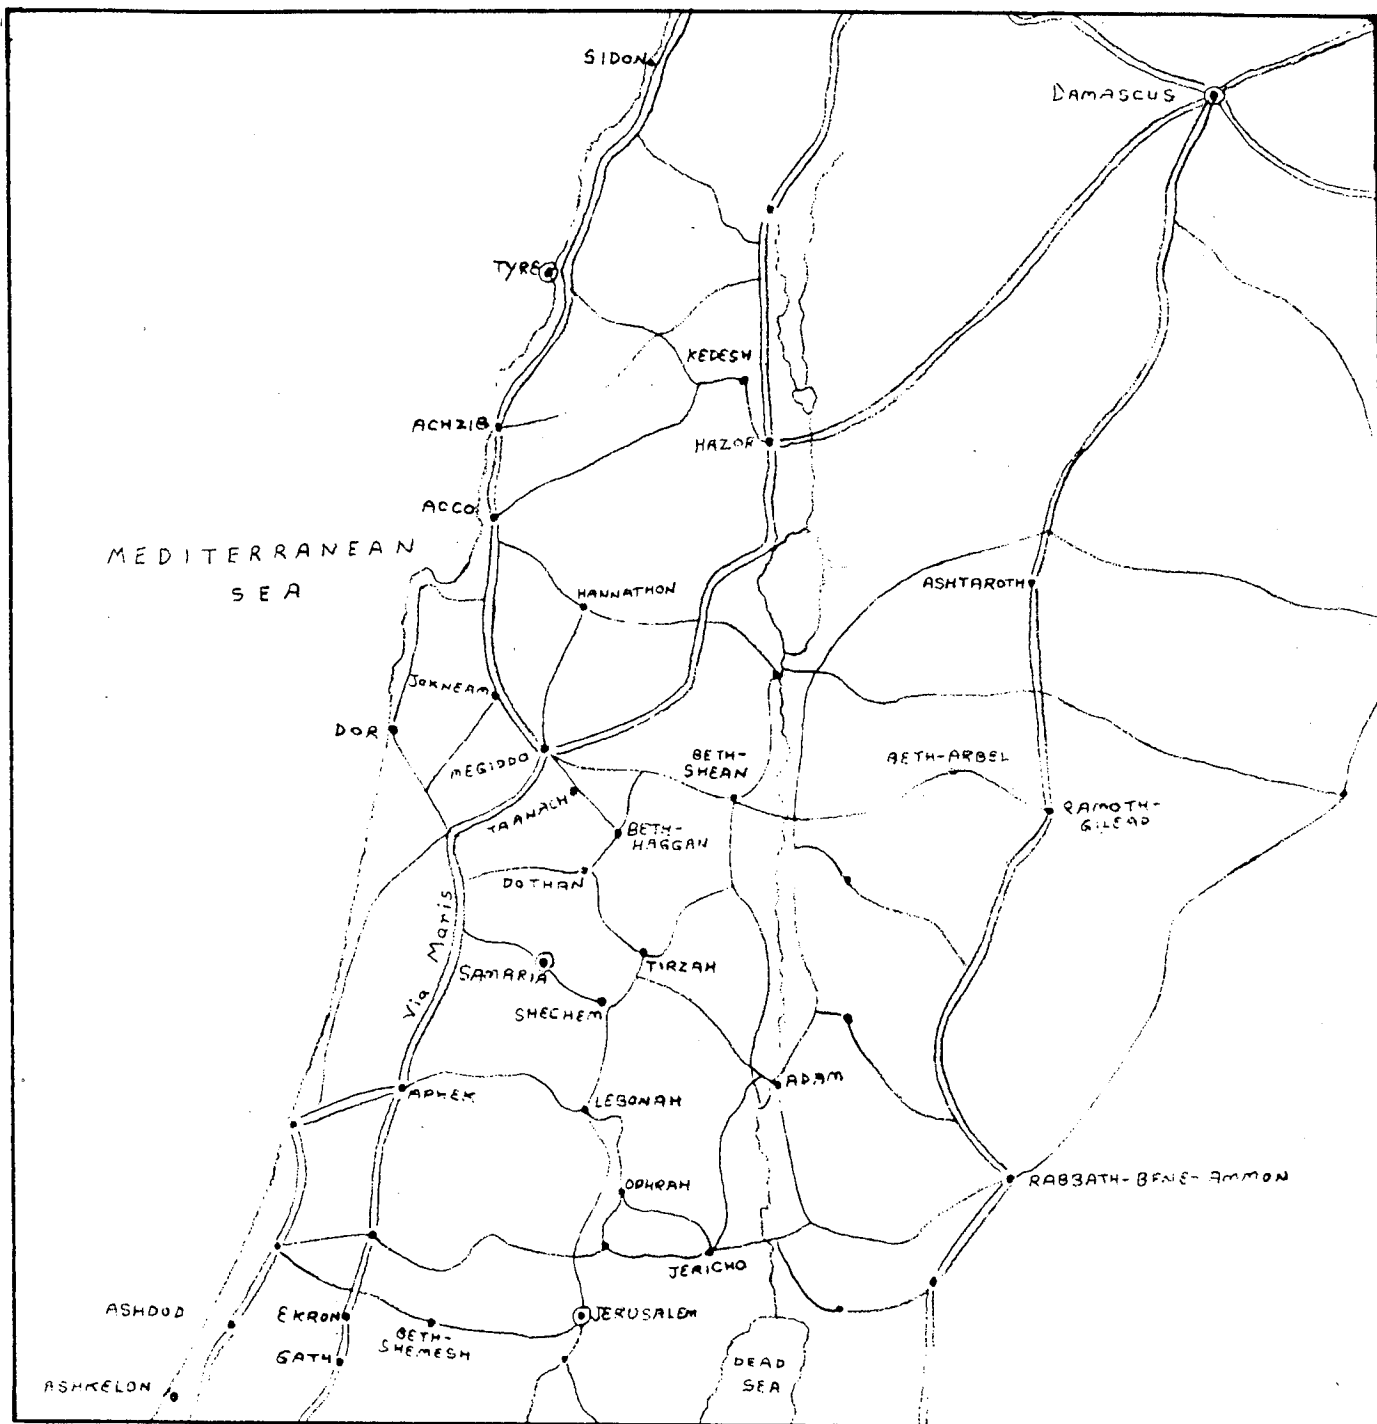 SIDON
DAMASCUS
TYRE
KEDESH
ACHZIB
HAZOR
ACCO
MEDITERRANEAN
SEA
HANNATHON
ASHTAROTH
JOKNEAM
DOR
MEGIDDO
BETH-
SHEAN
BETH-ARBEL
TAANACH
RAMOTH-
GILEAD
BETH-
HAGGAN
DOTHAN
Via Maris
SAMARIA
TIRZAH
SHECHEM
ADAM
APHEK
LEBONAH
OPHRAH
RABBATH-BENE-AMMON
JERICHO
ASHDOD
EKRON
BETH-
SHEMESH
JERUSALEM
GATH
DEAD
SEA
ASHKELON